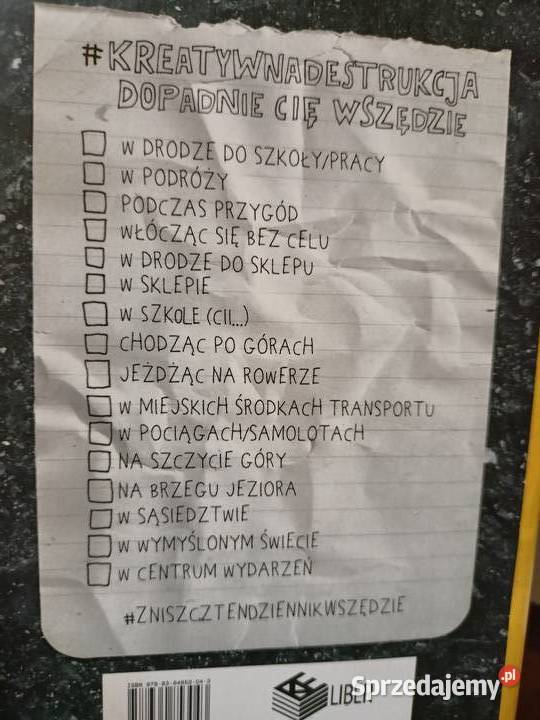 #KREATYWNADESTRUKCJA
DOPADNIE CIĘ WSZĘDZIE
W DRODZE DO SZKOŁY/PRACY
W PODRÓŻY
PODCZAS PRZYGÓD
WŁÓCZĄC SIĘ BEZ CELU
W DRODZE DO SKLEPU
W SKLEPIE
W SZKOLE (CII...)
CHODZĄC PO GÓRACH
JEŻDŻĄC NA ROWERZE
W MIEJSKICH ŚRODKACH TRANSPORTU
W POCIĄGACH/SAMOLOTACH
NA SZCZYCIE GÓRY
NA BRZEGU JEZIORA
W SĄSIEDZTWIE
W WYMYŚLONYM ŚWIECIE
W CENTRUM WYDARZEŃ
#ZNISZCZTENDZIENNIKWSZĘDZIE
Sprzedajemy.pl